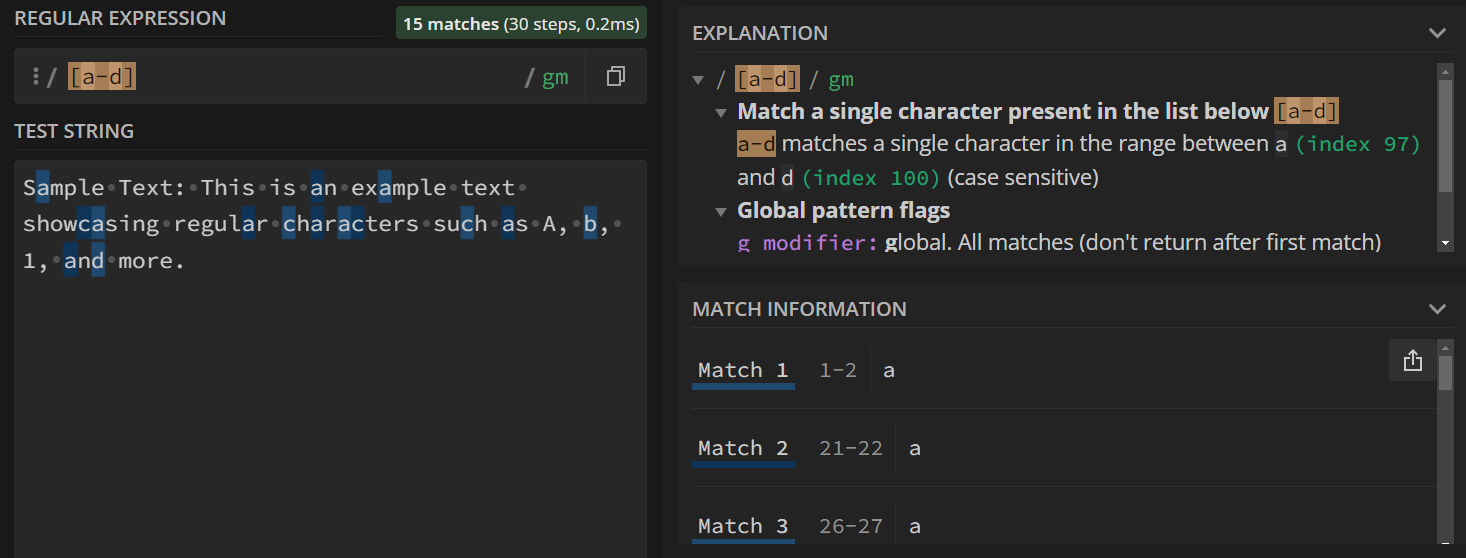 REGULAR EXPRESSION
15 matches (30 steps, 0.2ms)
/ [a-d] / gm
TEST STRING
Sample Text: This is an example text
showcasing regular characters such as A, b,
1, and more.
EXPLANATION
/ [a-d] / gm
Match a single character present in the list below [a-d]
a-d matches a single character in the range between a (index 97)
and d (index 100) (case sensitive)
Global pattern flags
g modifier: global. All matches (don't return after first match)
MATCH INFORMATION
Match 1 1-2 a
Match 2 21-22 a
Match 3 26-27 a